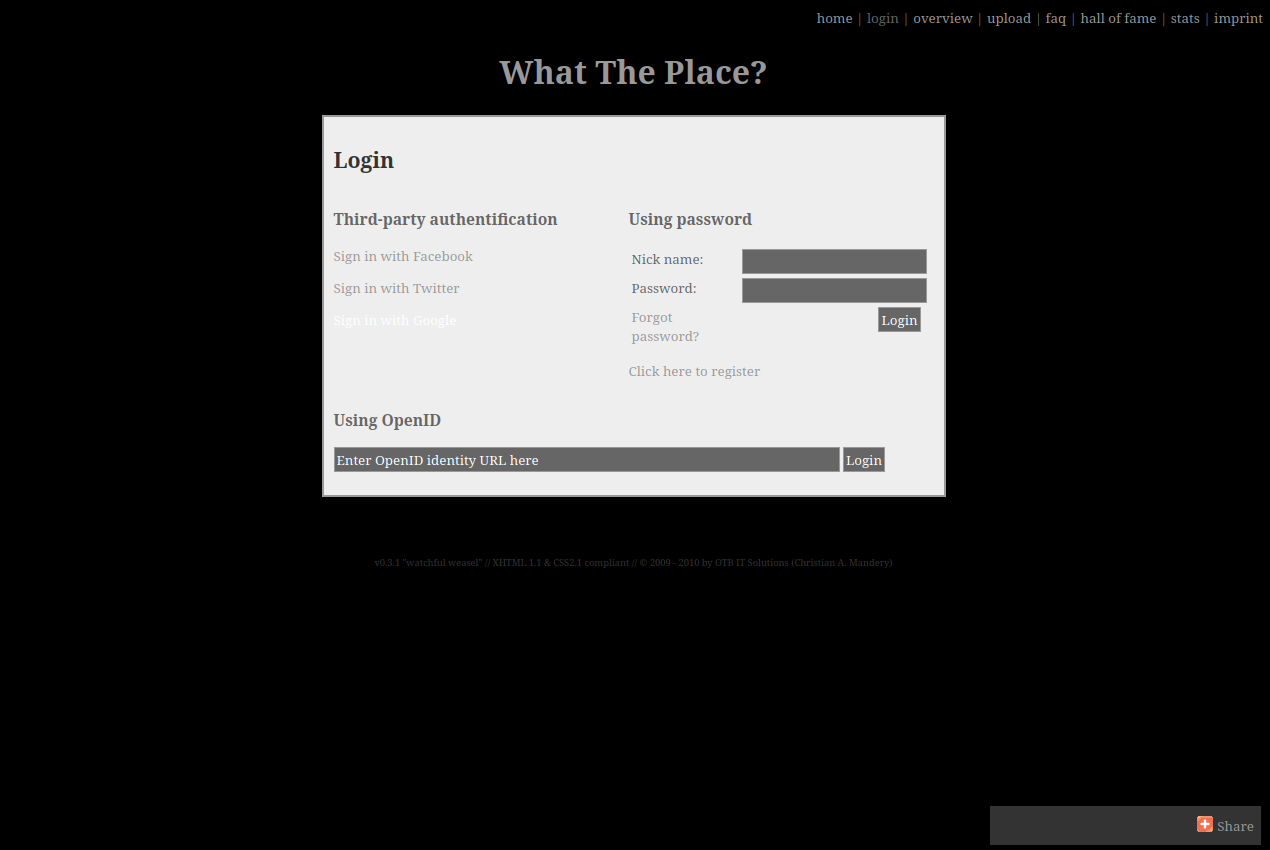 home | login | overview | upload | faq | hall of fame | stats | imprint
What The Place?
Login
Third-party authentification
Sign in with Facebook
Sign in with Twitter
Sign in with Google
Using password
Nick name:
Password:
Forgot
password?
Login
Click here to register
Using OpenID
Enter OpenID identity URL here
Login
v0.3.1 "watchful weasel" // XHTML 1.1 & CSS2.1 compliant // © 2009 - 2010 by OTB IT Solutions (Christian A. Mandery)
Share